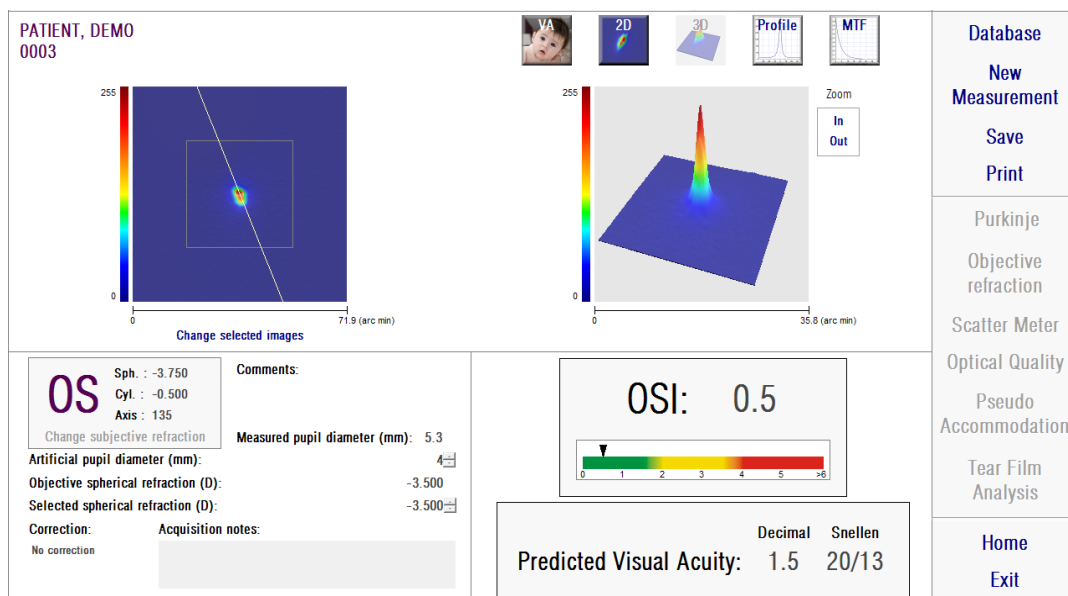 PATIENT, DEMO
0003
VA
2D
3D
Profile
MTF
255
0
0
71.9 (arc min)
Change selected images
255
0
0
35.8 (arc min)
Zoom
In
Out
OS
Sph. : -3.750
Cyl. : -0.500
Axis : 135
Change subjective refraction
Comments:
Measured pupil diameter (mm): 5.3
Artificial pupil diameter (mm): 4
Objective spherical refraction (D): -3.500
Selected spherical refraction (D): -3.500
Correction:
No correction
Acquisition notes:
OSI: 0.5
0 1 2 3 4 5 >6
Decimal Snellen
Predicted Visual Acuity: 1.5 20/13
Database
New
Measurement
Save
Print
Purkinje
Objective
refraction
Scatter Meter
Optical Quality
Pseudo
Accommodation
Tear Film
Analysis
Home
Exit